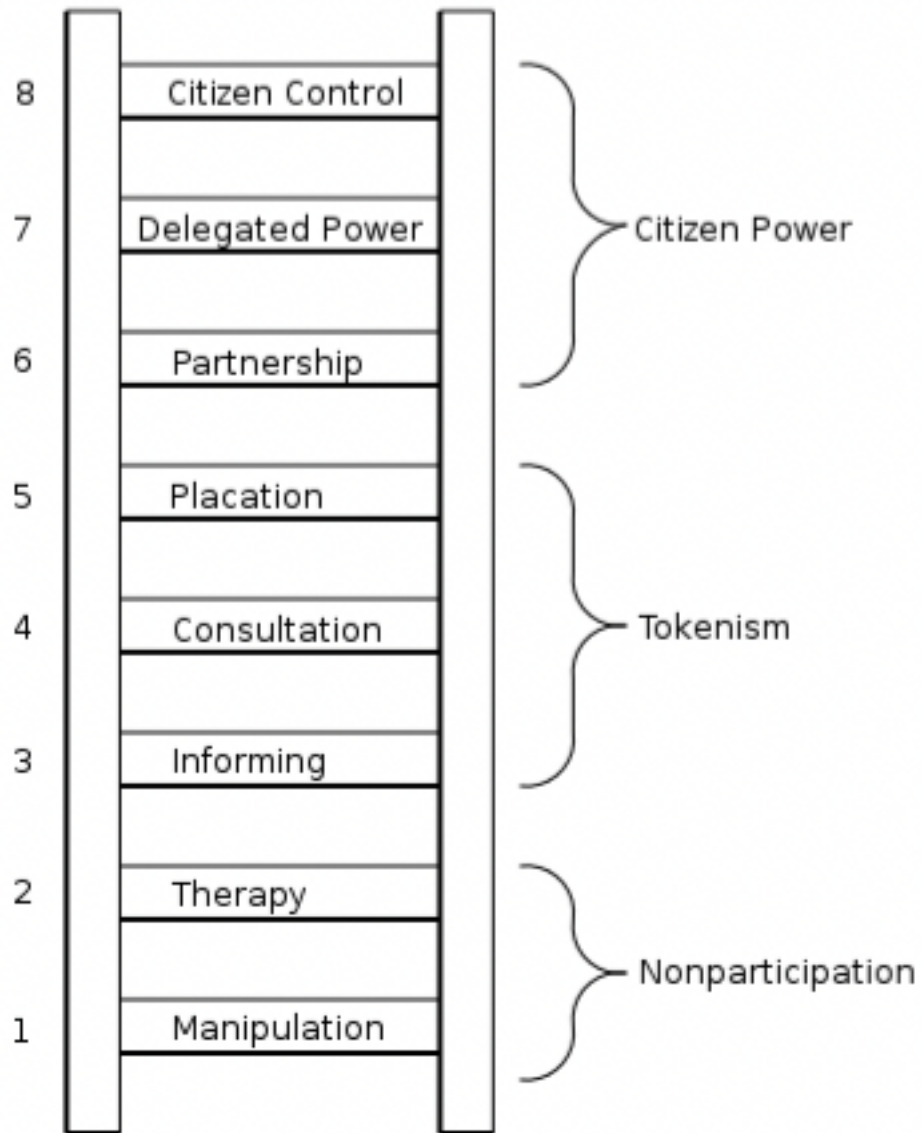 8 Citizen Control
7 Delegated Power Citizen Power
6 Partnership
5 Placation
4 Consultation Tokenism
3 Informing
2 Therapy
Nonparticipation
1 Manipulation